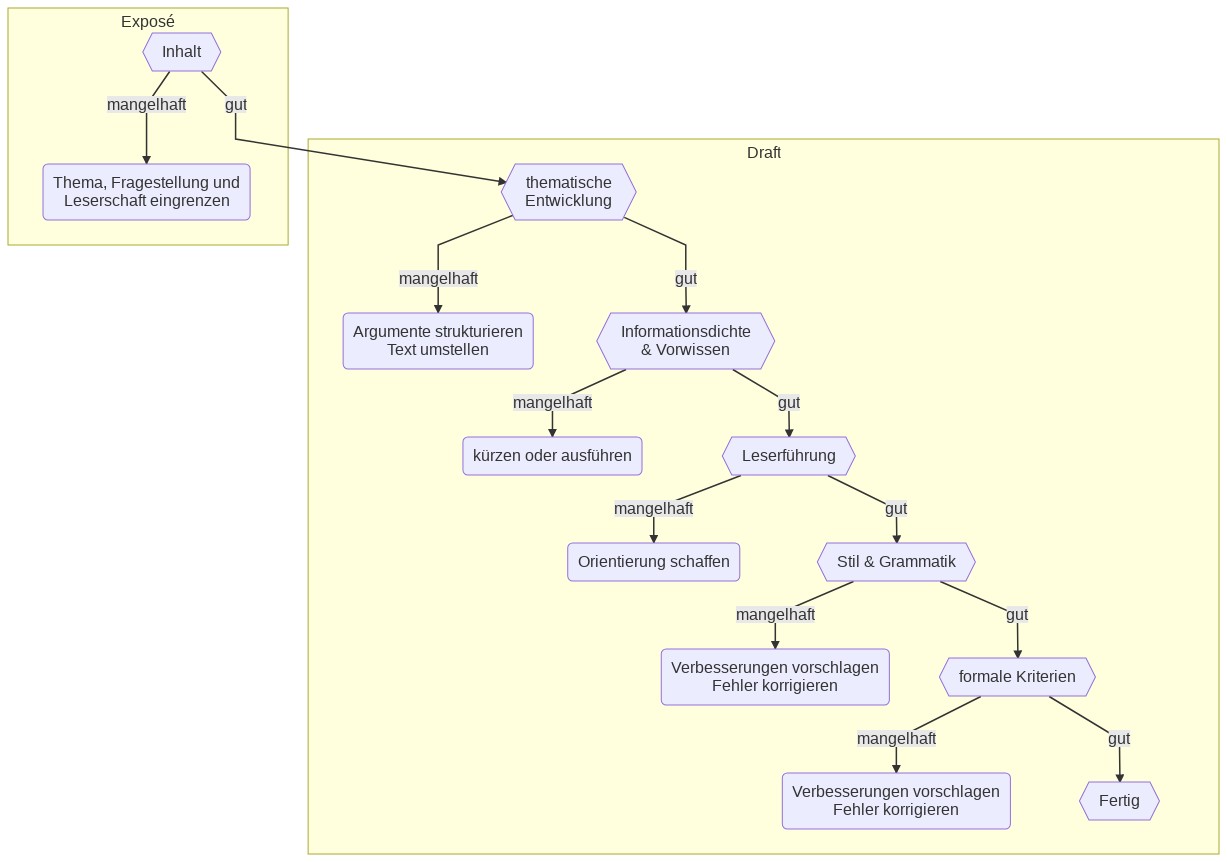 Exposé
Inhalt
mangelhaft
gut
Thema, Fragestellung und
Leserschaft eingrenzen
Draft
thematische
Entwicklung
mangelhaft
gut
Argumente strukturieren
Text umstellen
Informationsdichte
& Vorwissen
mangelhaft
gut
kürzen oder ausführen
Leserführung
mangelhaft
gut
Orientierung schaffen
Stil & Grammatik
mangelhaft
gut
Verbesserungen vorschlagen
Fehler korrigieren
formale Kriterien
mangelhaft
gut
Verbesserungen vorschlagen
Fehler korrigieren
Fertig